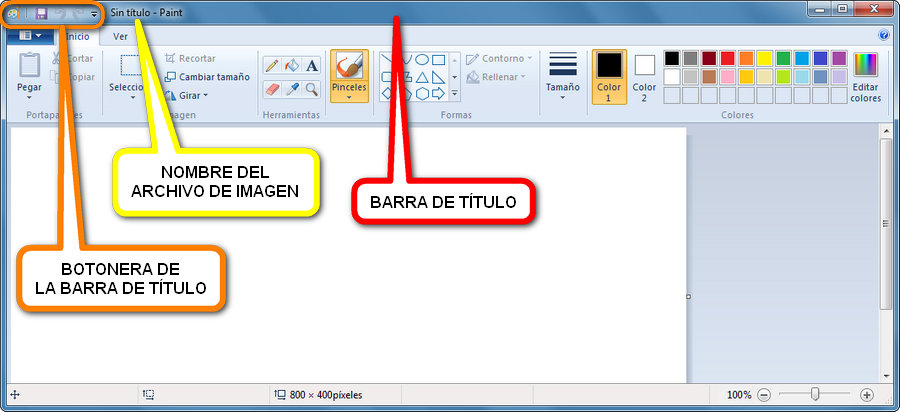 Sin título - Paint
Inicio
Ver
Pegar
Cortar
Copiar
Portapapeles
Recortar
Cambiar tamaño
Girar
Herramientas
Pinceles
Contorno
Rellenar
Formas
Tamaño
Color 1
Color 2
Editar
colores
Colores
NOMBRE DEL
ARCHIVO DE IMAGEN
BARRA DE TÍTULO
BOTONERA DE
LA BARRA DE TÍTULO
800 × 400píxeles
100%